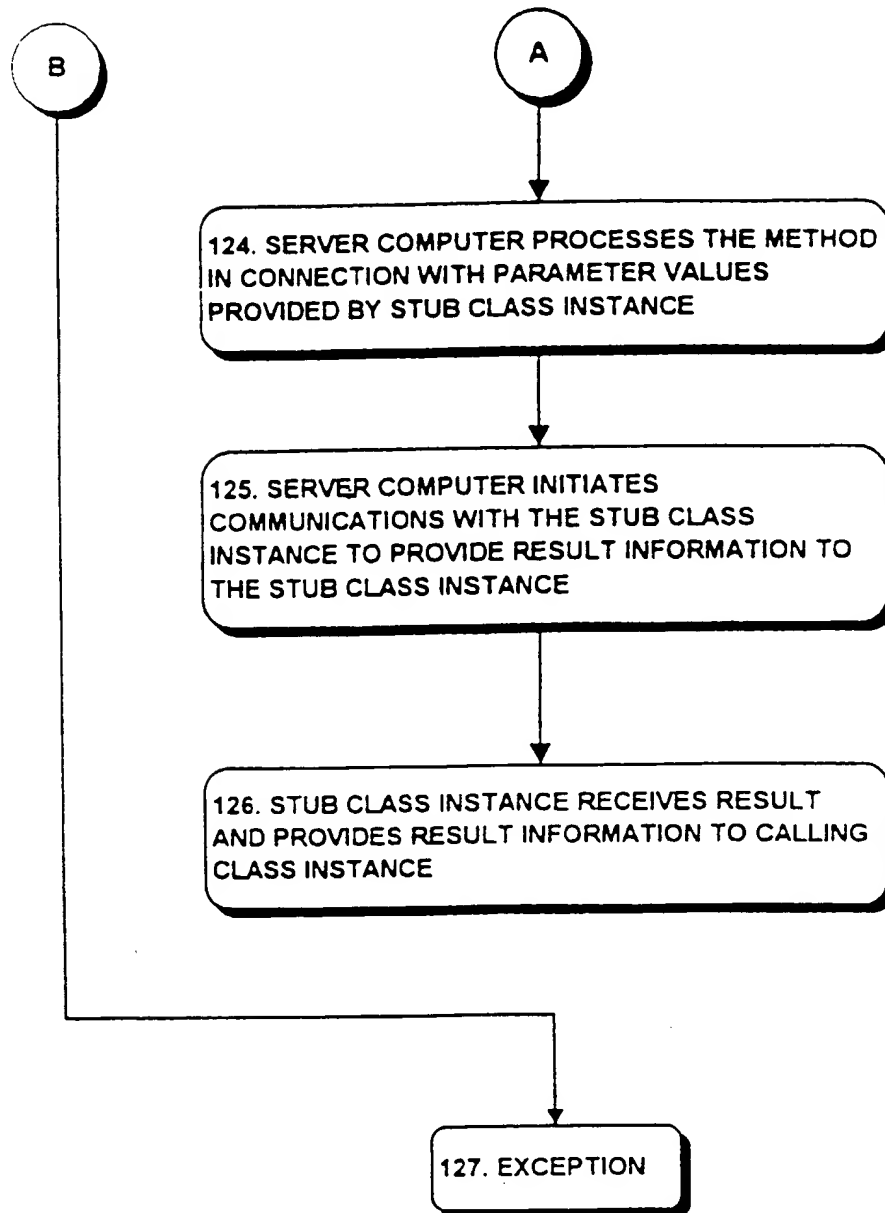 B
A
124. SERVER COMPUTER PROCESSES THE METHOD
IN CONNECTION WITH PARAMETER VALUES
PROVIDED BY STUB CLASS INSTANCE
125. SERVER COMPUTER INITIATES
COMMUNICATIONS WITH THE STUB CLASS
INSTANCE TO PROVIDE RESULT INFORMATION TO
THE STUB CLASS INSTANCE
126. STUB CLASS INSTANCE RECEIVES RESULT
AND PROVIDES RESULT INFORMATION TO CALLING
CLASS INSTANCE
127. EXCEPTION